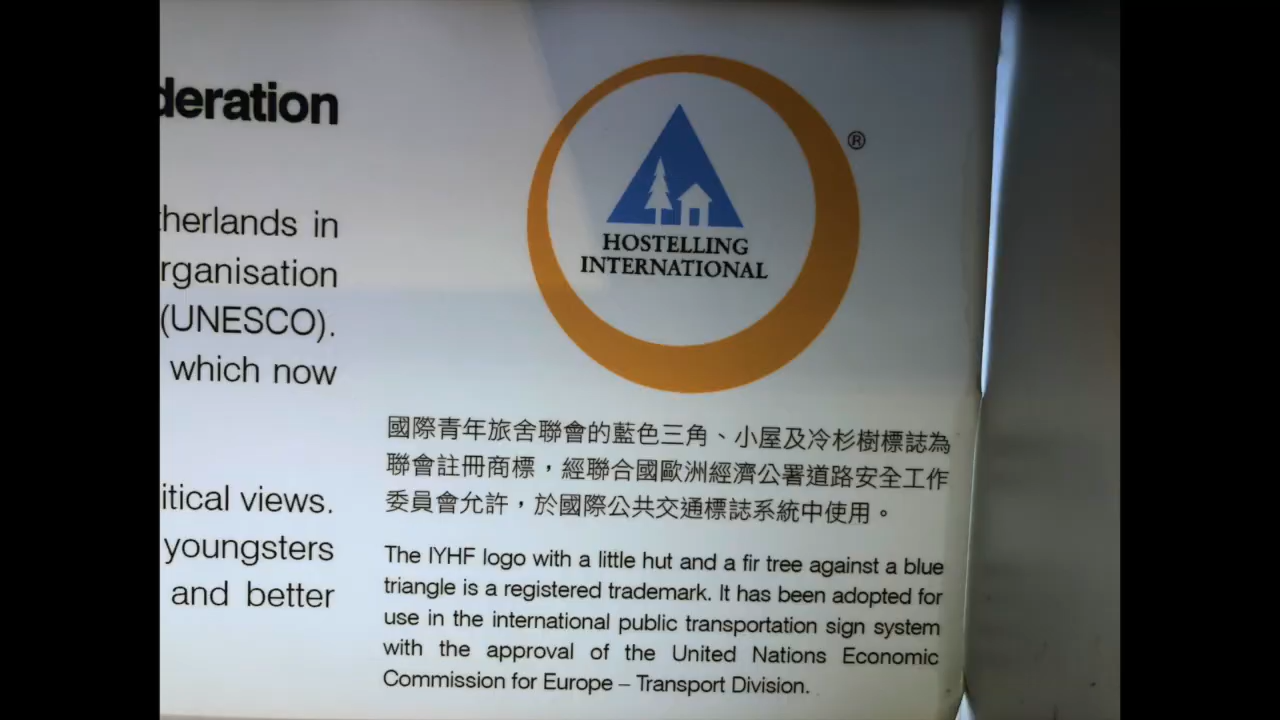 deration
therlands in
rganisation
(UNESCO).
which now
itical views.
youngsters
and better
®
HOSTELLING
INTERNATIONAL
國際青年旅舍聯會的藍色三角、小屋及冷杉樹標誌為
聯會註冊商標，經聯合國歐洲經濟公署道路安全工作
委員會允許，於國際公共交通標誌系統中使用。
The IYHF logo with a little hut and a fir tree against a blue
triangle is a registered trademark. It has been adopted for
use in the international public transportation sign system
with the approval of the United Nations Economic
Commission for Europe – Transport Division.